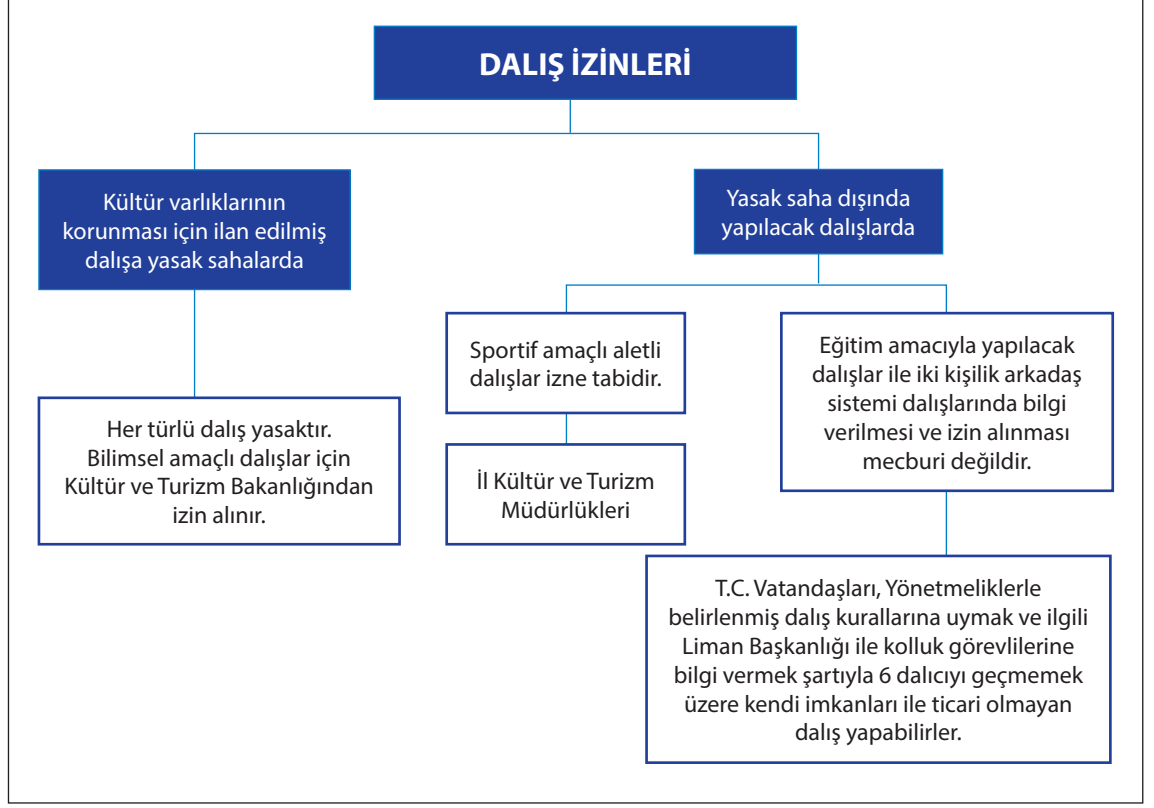 DALIŞ İZİNLERİ
Kültür varlıklarının
korunması için ilan edilmiş
dalışa yasak sahalarda
Her türlü dalış yasaktır.
Bilimsel amaçlı dalışlar için
Kültür ve Turizm Bakanlığından
izin alınır.
Yasak saha dışında
yapılacak dalışlarda
Sportif amaçlı aletli
dalışlar izne tabidir.
İl Kültür ve Turizm
Müdürlükleri
Eğitim amacıyla yapılacak
dalışlar ile iki kişilik arkadaş
sistemi dalışlarında bilgi
verilmesi ve izin alınması
mecburi değildir.
T.C. Vatandaşları, Yönetmeliklerle
belirlenmiş dalış kurallarına uymak ve ilgili
Liman Başkanlığı ile kolluk görevlilerine
bilgi vermek şartıyla 6 dalıcıyı geçmemek
üzere kendi imkanları ile ticari olmayan
dalış yapabilirler.